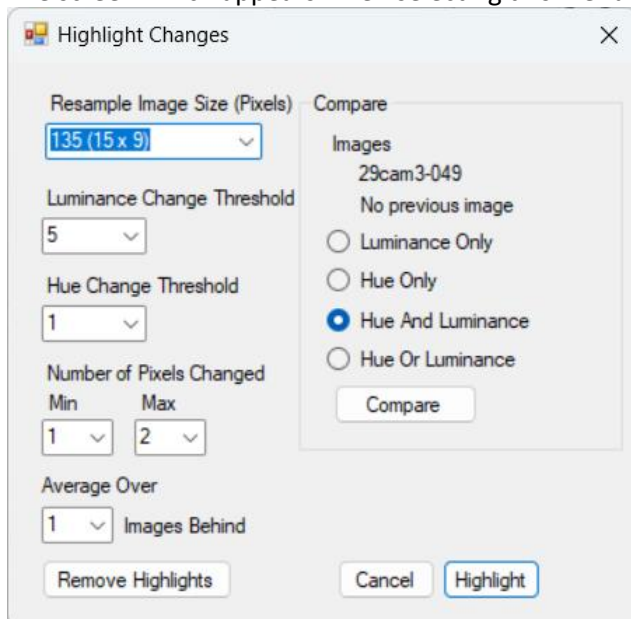 Highlight Changes
Resample Image Size (Pixels)
135 (15 x 9)
Luminance Change Threshold
5
Hue Change Threshold
1
Number of Pixels Changed
Min Max
1 2
Average Over
1 Images Behind
Remove Highlights
Compare
Images
29cam3-049
No previous image
Luminance Only
Hue Only
Hue And Luminance
Hue Or Luminance
Compare
Cancel Highlight